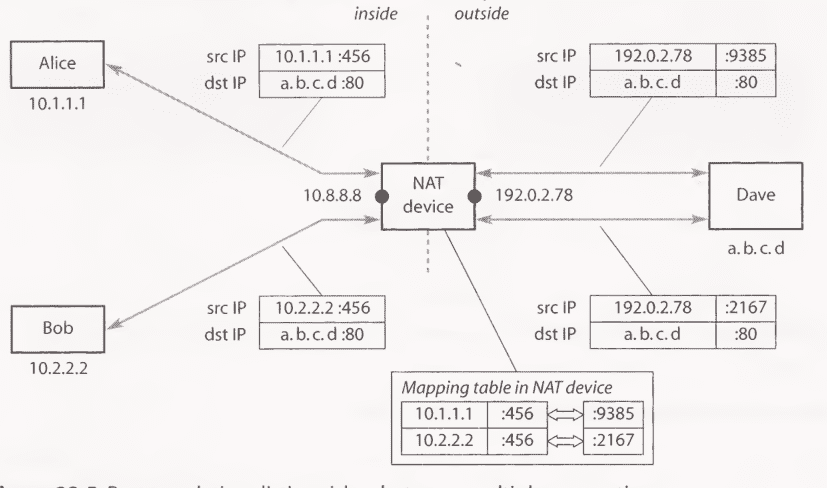 inside outside
Alice
10.1.1.1
src IP 10.1.1.1 :456
dst IP a.b.c.d :80
src IP 192.0.2.78 :9385
dst IP a.b.c.d :80
10.8.8.8
NAT
device
192.0.2.78
Dave
a.b.c.d
Bob
10.2.2.2
src IP 10.2.2.2 :456
dst IP a.b.c.d :80
src IP 192.0.2.78 :2167
dst IP a.b.c.d :80
Mapping table in NAT device
10.1.1.1 :456 :9385
10.2.2.2 :456 :2167